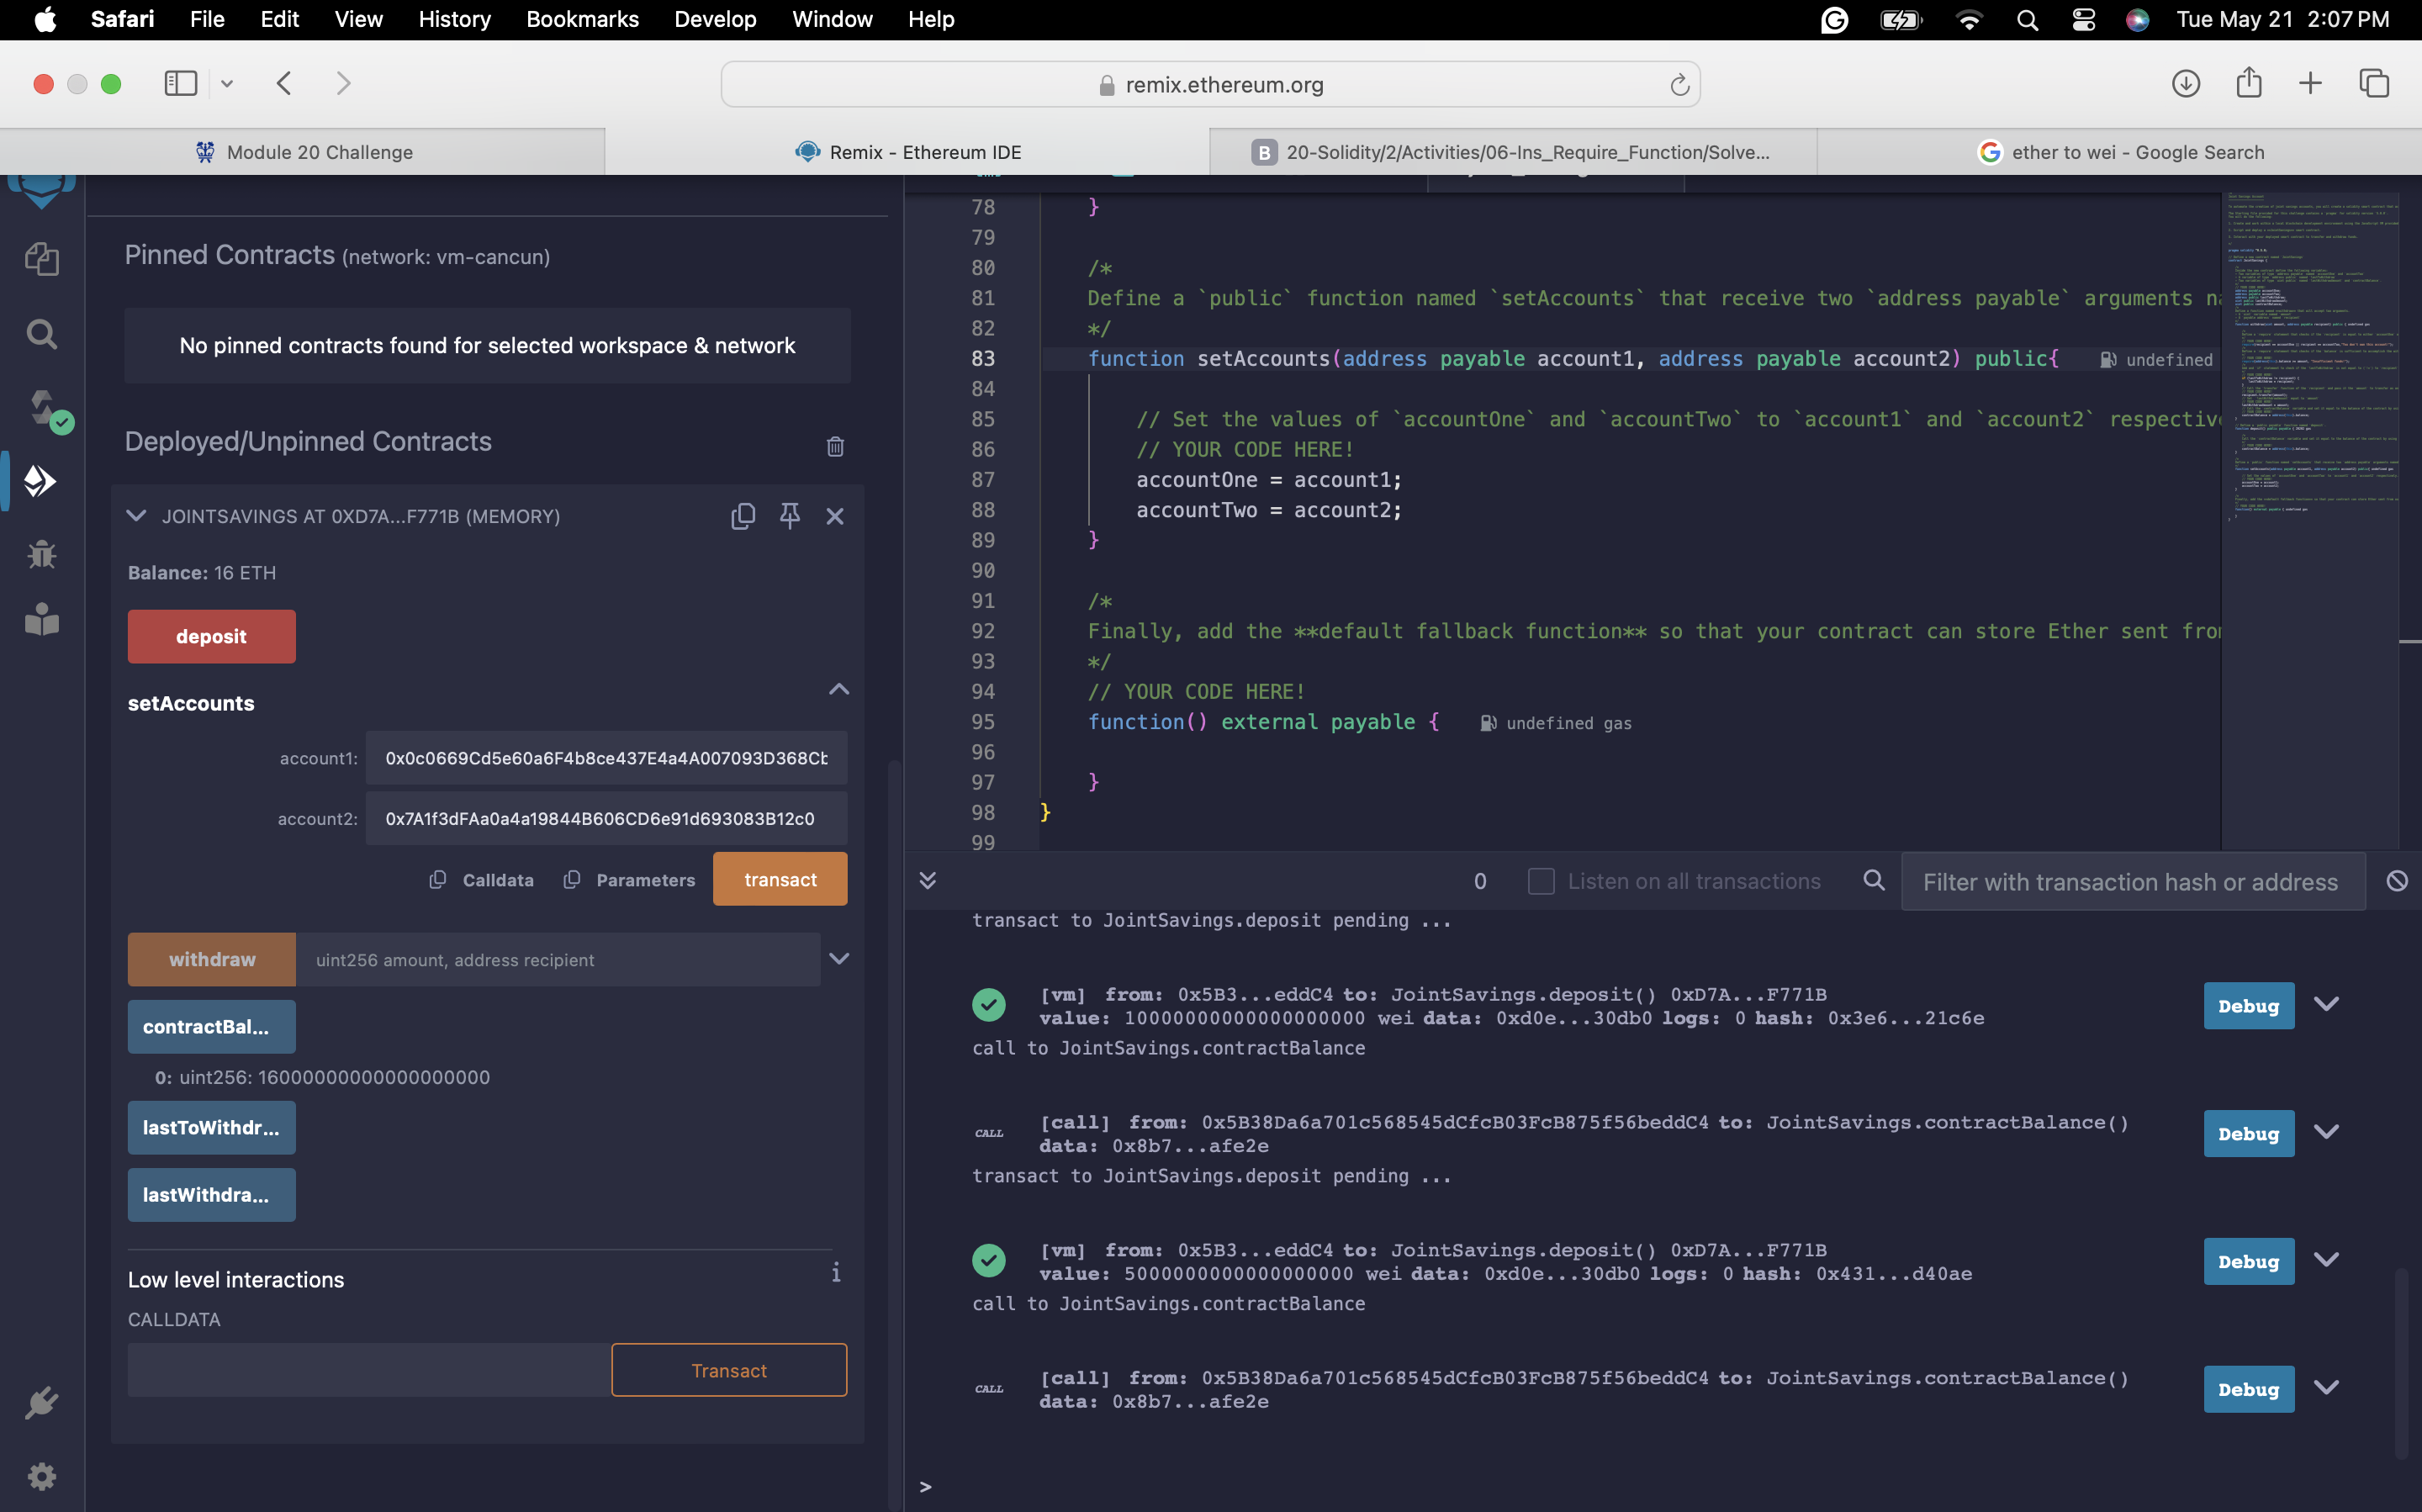 Safari File Edit View History Bookmarks Develop Window Help Tue May 21 2:07 PM
remix.ethereum.org
Module 20 Challenge
Remix - Ethereum IDE
20-Solidity/2/Activities/06-Ins_Require_Function/Solve...
ether to wei - Google Search
Pinned Contracts (network: vm-cancun)
No pinned contracts found for selected workspace & network
Deployed/Unpinned Contracts
JOINTSAVINGS AT 0XD7A...F771B (MEMORY)
Balance: 16 ETH
deposit
setAccounts
account1: 0x0c0669Cd5e60a6F4b8ce437E4a4A007093D368Cb
account2: 0x7A1f3dFAa0a4a19844B606CD6e91d693083B12c0
Calldata Parameters transact
withdraw uint256 amount, address recipient
contractBal...
0: uint256: 16000000000000000000
lastToWithdr...
lastWithdra...
Low level interactions
i
CALLDATA
Transact
78 }
79
80 /*
81 Define a `public` function named `setAccounts` that receive two `address payable` arguments na
82 */
83 function setAccounts(address payable account1, address payable account2) public{ undefined
84
85 // Set the values of `accountOne` and `accountTwo` to `account1` and `account2` respectiv
86 // YOUR CODE HERE!
87 accountOne = account1;
88 accountTwo = account2;
89 }
90
91 /*
92 Finally, add the **default fallback function** so that your contract can store Ether sent fro
93 */
94 // YOUR CODE HERE!
95 function() external payable { undefined gas
96
97 }
98 }
99
0 Listen on all transactions Filter with transaction hash or address
transact to JointSavings.deposit pending ...
[vm] from: 0x5B3...eddC4 to: JointSavings.deposit() 0xD7A...F771B
value: 10000000000000000000 wei data: 0xd0e...30db0 logs: 0 hash: 0x3e6...21c6e
Debug
call to JointSavings.contractBalance
CALL [call] from: 0x5B38Da6a701c568545dCfcB03FcB875f56beddC4 to: JointSavings.contractBalance()
data: 0x8b7...afe2e
Debug
transact to JointSavings.deposit pending ...
[vm] from: 0x5B3...eddC4 to: JointSavings.deposit() 0xD7A...F771B
value: 5000000000000000000 wei data: 0xd0e...30db0 logs: 0 hash: 0x431...d40ae
Debug
call to JointSavings.contractBalance
CALL [call] from: 0x5B38Da6a701c568545dCfcB03FcB875f56beddC4 to: JointSavings.contractBalance()
data: 0x8b7...afe2e
Debug
>